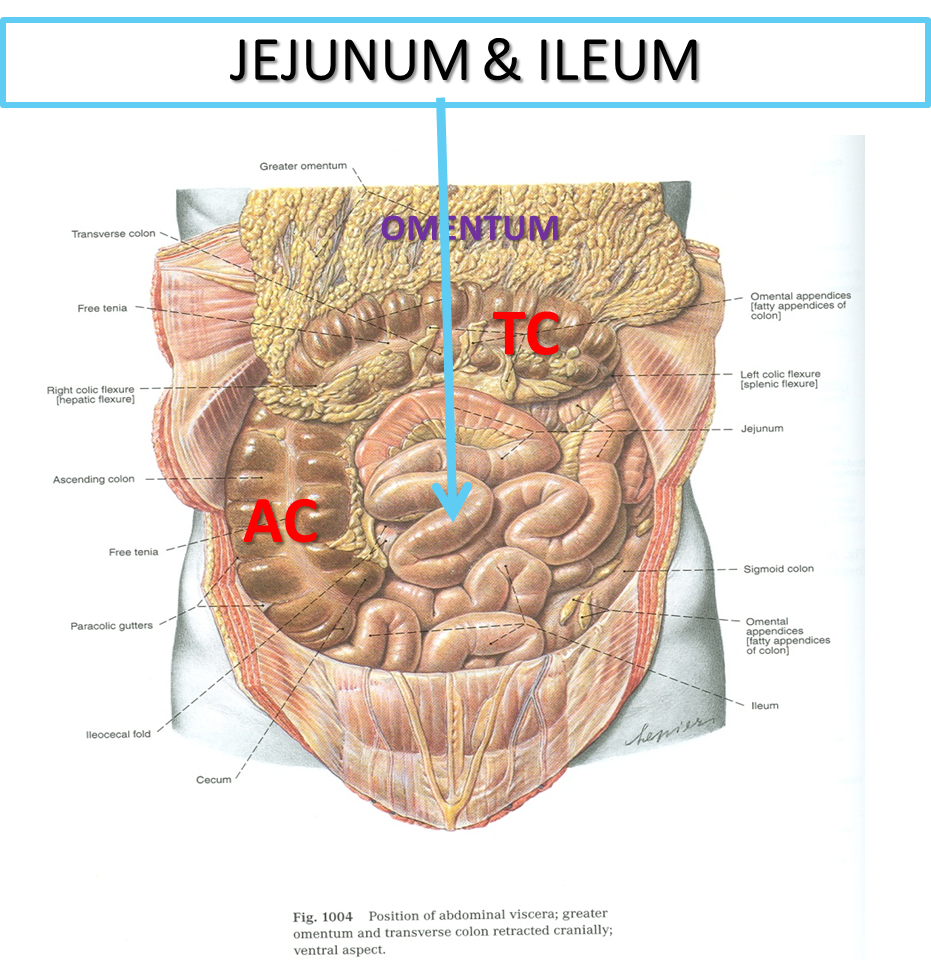 JEJUNUM & ILEUM
Greater omentum
OMENTUM
Transverse colon
Free tenia
TC
Omental appendices
[fatty appendices of
colon]
Right colic flexure
[hepatic flexure]
Left colic flexure
[splenic flexure]
Jejunum
Ascending colon
AC
Free tenia
Sigmoid colon
Paracolic gutters
Omental
appendices
[fatty appendices
of colon]
Ileum
Ileocecal fold
Cecum
Fig. 1004 Position of abdominal viscera; greater
omentum and transverse colon retracted cranially;
ventral aspect.